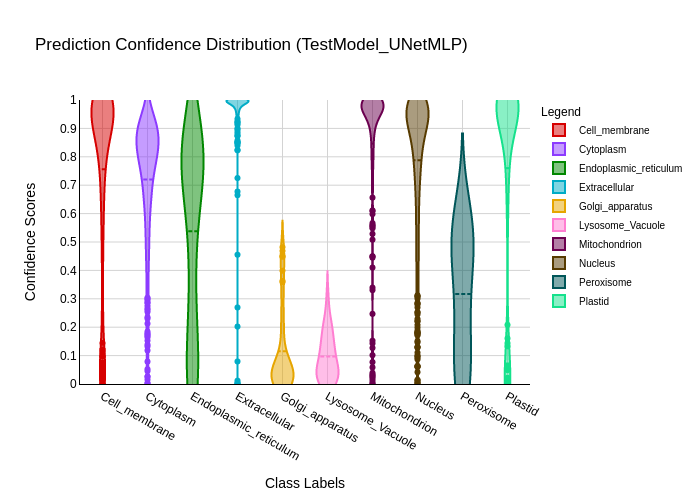 Prediction Confidence Distribution (TestModel_UNetMLP)
Legend
Cell_membrane
Cytoplasm
Endoplasmic_reticulum
Extracellular
Golgi_apparatus
Lysosome_Vacuole
Mitochondrion
Nucleus
Peroxisome
Plastid
Confidence Scores
1
0.9
0.8
0.7
0.6
0.5
0.4
0.3
0.2
0.1
0
Cell_membrane
Cytoplasm
Endoplasmic_reticulum
Extracellular
Golgi_apparatus
Lysosome_Vacuole
Mitochondrion
Nucleus
Peroxisome
Plastid
Class Labels